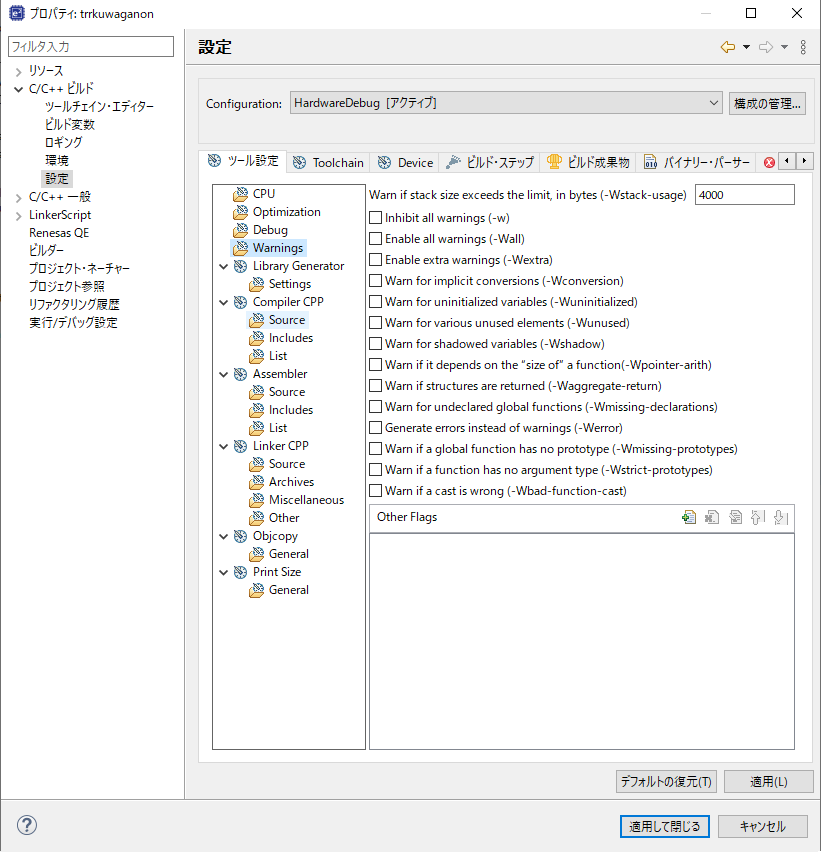 プロパティ: trrkuwaganon
フィルタ入力
リソース
C/C++ ビルド
ツールチェイン・エディター
ビルド変数
ロギング
環境
設定
C/C++ 一般
LinkerScript
Renesas QE
ビルダー
プロジェクト・ネーチャー
プロジェクト参照
リファクタリング履歴
実行/デバッグ設定
設定
Configuration: HardwareDebug [アクティブ] 構成の管理...
ツール設定 Toolchain Device ビルド・ステップ ビルド成果物 バイナリー・パーサー
CPU
Optimization
Debug
Warnings
Library Generator
Settings
Compiler CPP
Source
Includes
List
Assembler
Source
Includes
List
Linker CPP
Source
Archives
Miscellaneous
Other
Objcopy
General
Print Size
General
Warn if stack size exceeds the limit, in bytes (-Wstack-usage) 4000
Inhibit all warnings (-w)
Enable all warnings (-Wall)
Enable extra warnings (-Wextra)
Warn for implicit conversions (-Wconversion)
Warn for uninitialized variables (-Wuninitialized)
Warn for various unused elements (-Wunused)
Warn for shadowed variables (-Wshadow)
Warn if it depends on the “size of” a function(-Wpointer-arith)
Warn if structures are returned (-Waggregate-return)
Warn for undeclared global functions (-Wmissing-declarations)
Generate errors instead of warnings (-Werror)
Warn if a global function has no prototype (-Wmissing-prototypes)
Warn if a function has no argument type (-Wstrict-prototypes)
Warn if a cast is wrong (-Wbad-function-cast)
Other Flags
デフォルトの復元(T) 適用(L)
適用して閉じる キャンセル